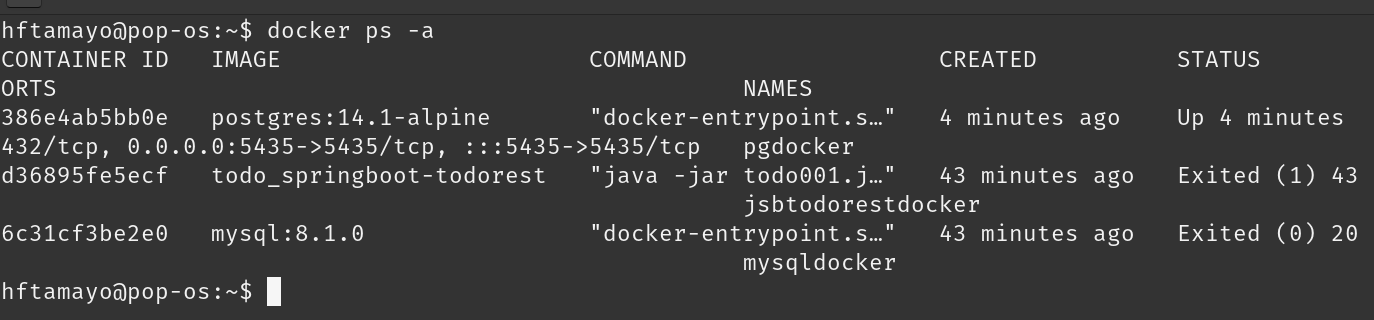 hftamayo@pop-os:~$ docker ps -a
CONTAINER ID   IMAGE                      COMMAND                  CREATED          STATUS
ORTS                                                 NAMES
386e4ab5bb0e   postgres:14.1-alpine       "docker-entrypoint.s…"   4 minutes ago    Up 4 minutes
432/tcp, 0.0.0.0:5435->5435/tcp, :::5435->5435/tcp   pgdocker
d36895fe5ecf   todo_springboot-todorest   "java -jar todo001.j…"   43 minutes ago   Exited (1) 43
                                                     jsbtodorestdocker
6c31cf3be2e0   mysql:8.1.0                "docker-entrypoint.s…"   43 minutes ago   Exited (0) 20
                                                     mysqldocker
hftamayo@pop-os:~$